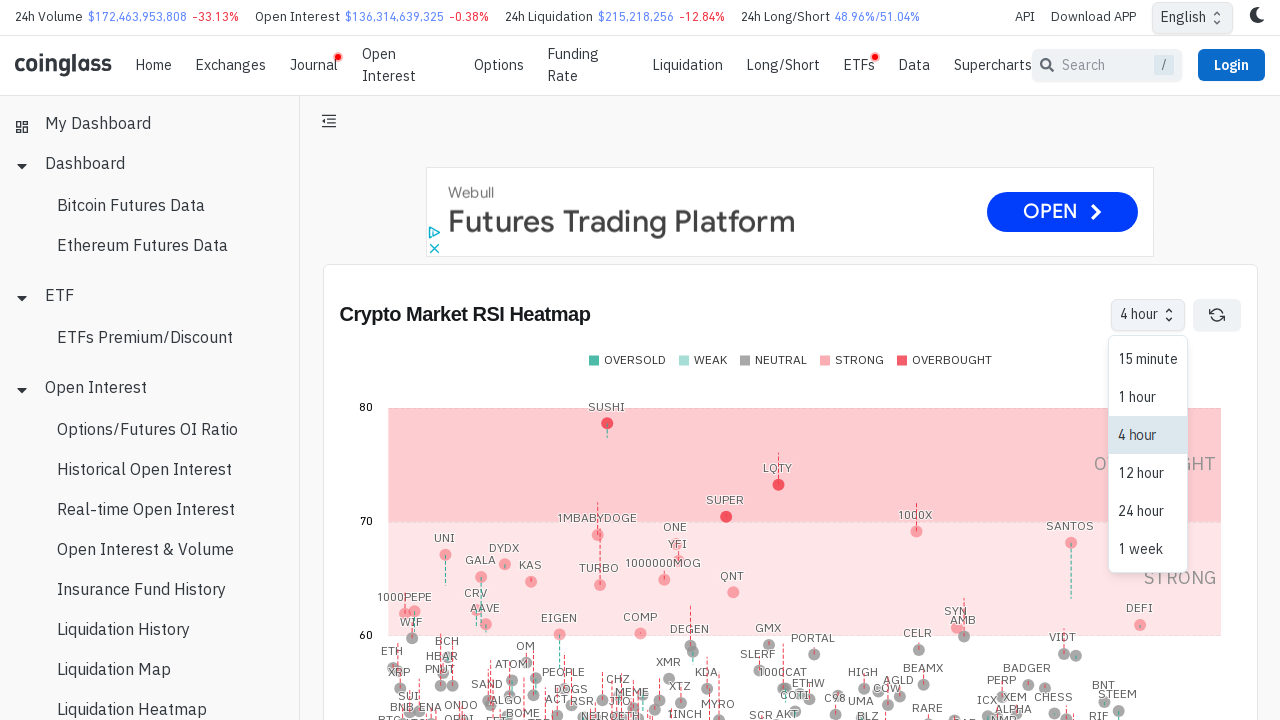 24h Volume $172,463,953,808 -33.13% Open Interest $136,314,639,325 -0.38% 24h Liquidation $215,218,256 -12.84% 24h Long/Short 48.96%/51.04% API Download APP English
coinglass Home Exchanges Journal Open Interest Options Funding Rate Liquidation Long/Short ETFs Data Supercharts Search / Login
My Dashboard
Dashboard
Bitcoin Futures Data
Ethereum Futures Data
ETF
ETFs Premium/Discount
Open Interest
Options/Futures OI Ratio
Historical Open Interest
Real-time Open Interest
Open Interest & Volume
Insurance Fund History
Liquidation History
Liquidation Map
Liquidation Heatmap
Webull
Futures Trading Platform
OPEN
Crypto Market RSI Heatmap
4 hour
15 minute
1 hour
4 hour
12 hour
24 hour
1 week
OVERSOLD WEAK NEUTRAL STRONG OVERBOUGHT
80
SUSHI
LQTY
SUPER
70
1MBABYDOGE
1000X
SANTOS
ONE
UNI
DYDX
YFI
GALA
KAS
TURBO
1000000MOG
QNT
STRONG
1000PEPE
CRV
AAVE
WIF
EIGEN
COMP
DEGEN
GMX
SYN
AMB
DEFI
60
BCH
PORTAL
CELR
VIDT
ETH
HBAR
OM
SLERF
XRP
PNUT
ATOM
PEOPLE
XMR
KDA
1000CAT
HIGH
BEAMX
BADGER
SUI
SAND
DOGS
CHZ
XTZ
ETHW
AGLD
PERP
BNT
BNB
ENA
ONDO
ALGO
ACT
RSR
JTO
MEME
MYRO
COTI
C98
UMA
COW
ICX
XEM
CHESS
STEEM
BOME
1INCH
AKT
BLZ
RARE
ALPHA
RIF